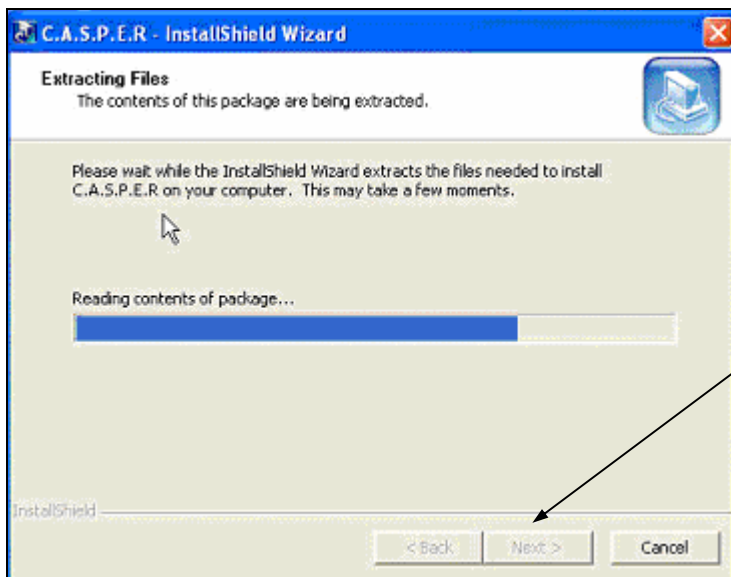 C.A.S.P.E.R - InstallShield Wizard
Extracting Files
The contents of this package are being extracted.
Please wait while the InstallShield Wizard extracts the files needed to install
C.A.S.P.E.R on your computer. This may take a few moments.
Reading contents of package...
InstallShield
< Back
Next >
Cancel